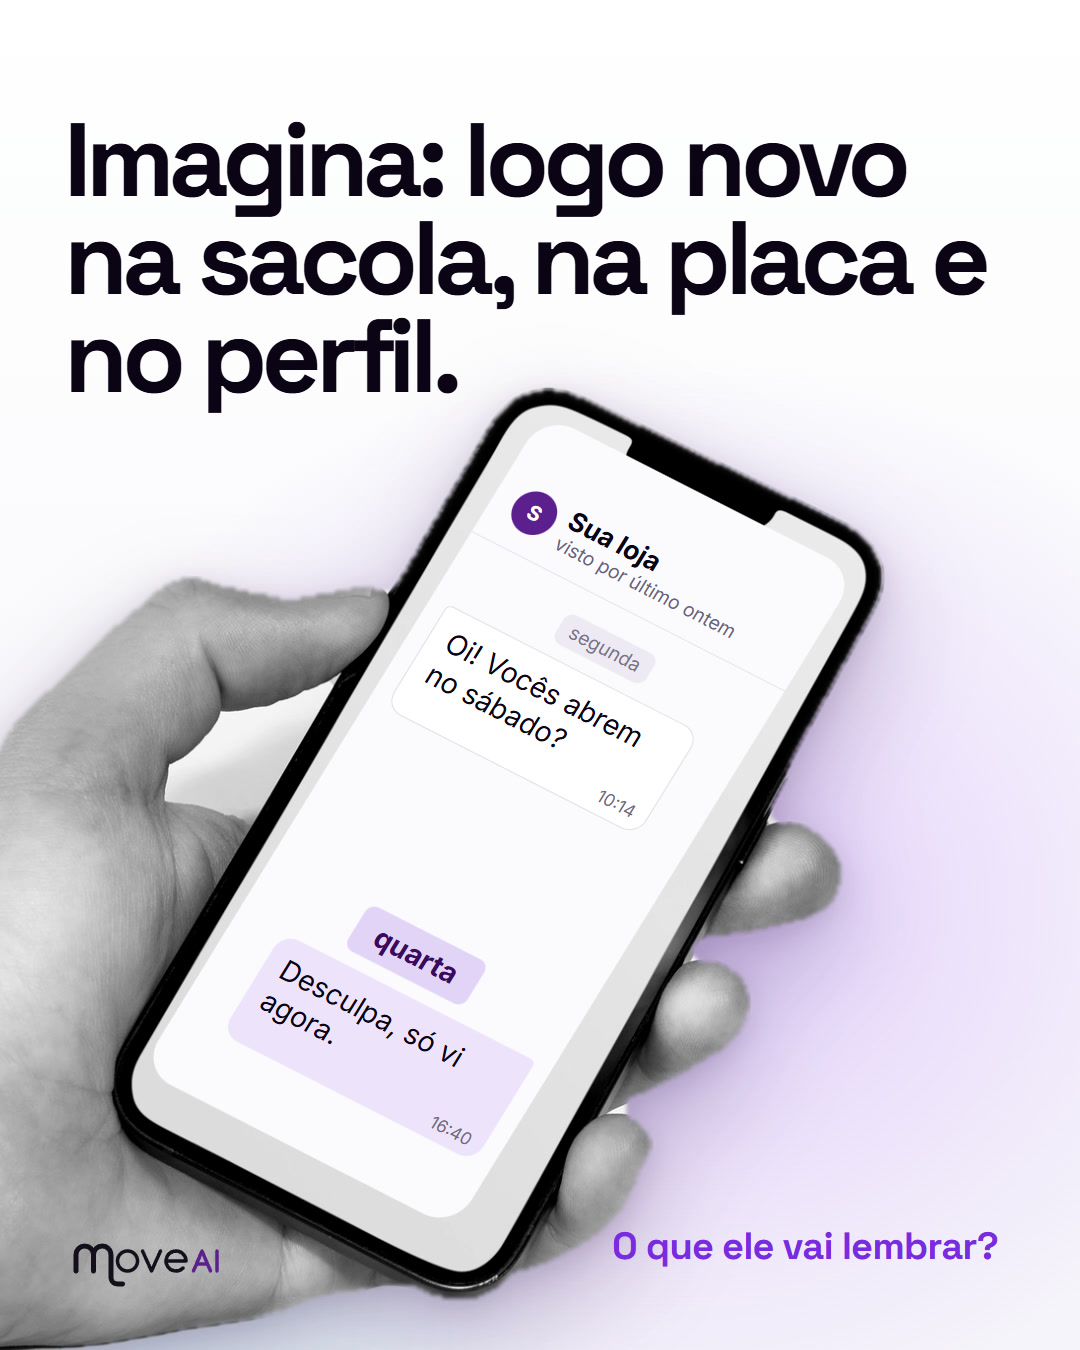 Imagina: logo novo
na sacola, na placa e
no perfil.
S
Sua loja
visto por último ontem
segunda
Oi! Vocês abrem
no sábado?
10:14
quarta
Desculpa, só vi
agora.
16:40
moveAI
O que ele vai lembrar?